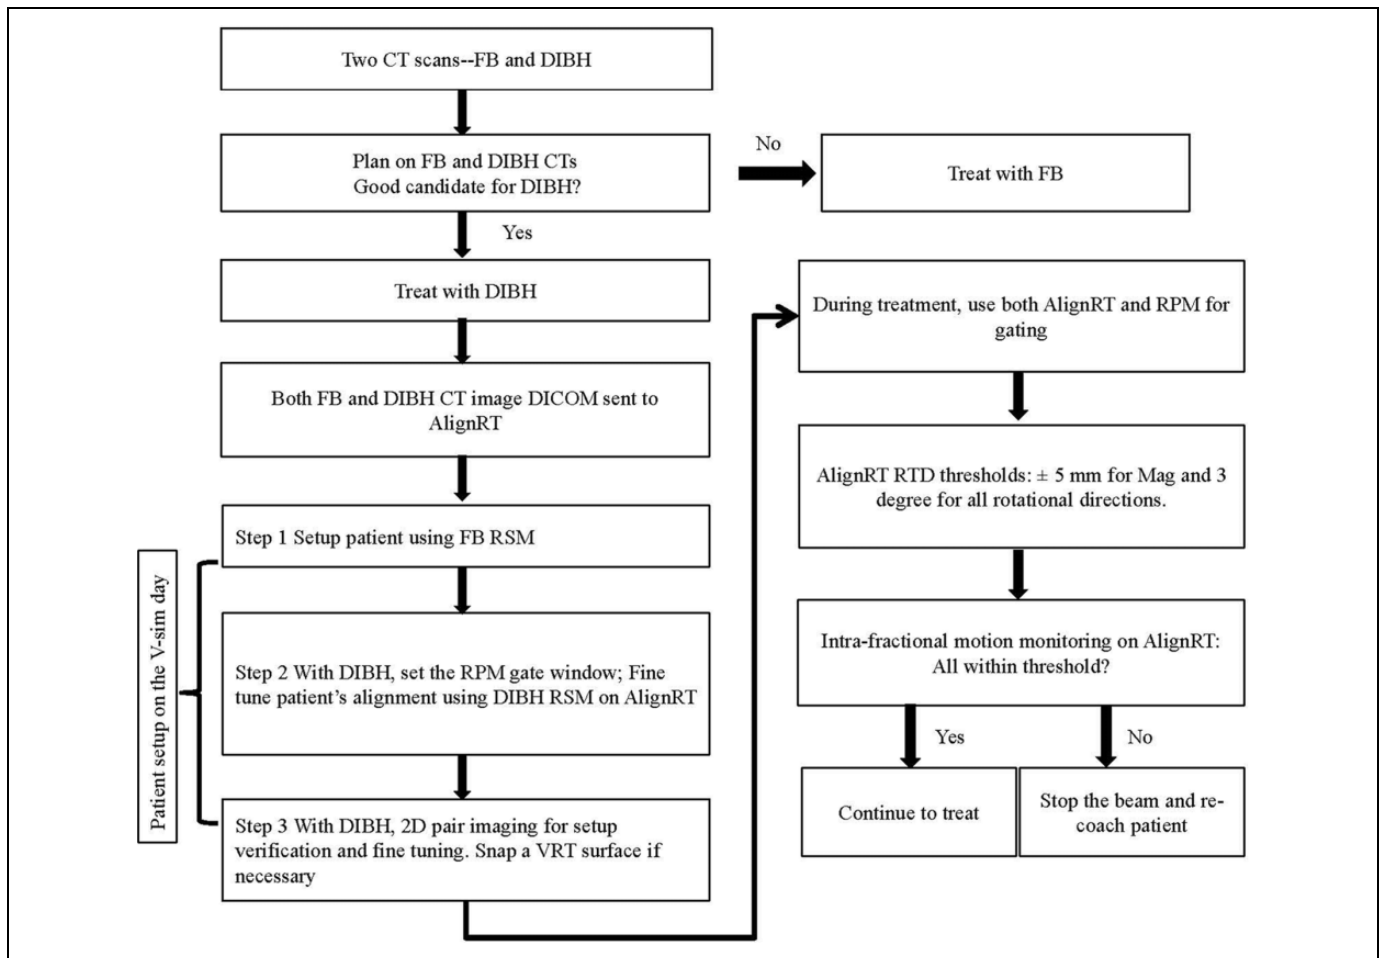 Two CT scans--FB and DIBH
Plan on FB and DIBH CTs
Good candidate for DIBH?
No
Treat with FB
Yes
Treat with DIBH
Both FB and DIBH CT image DICOM sent to
AlignRT
Patient setup on the V-sim day
Step 1 Setup patient using FB RSM
Step 2 With DIBH, set the RPM gate window; Fine
tune patient’s alignment using DIBH RSM on AlignRT
Step 3 With DIBH, 2D pair imaging for setup
verification and fine tuning. Snap a VRT surface if
necessary
During treatment, use both AlignRT and RPM for
gating
AlignRT RTD thresholds: ± 5 mm for Mag and 3
degree for all rotational directions.
Intra-fractional motion monitoring on AlignRT:
All within threshold?
Yes
No
Continue to treat
Stop the beam and re-
coach patient